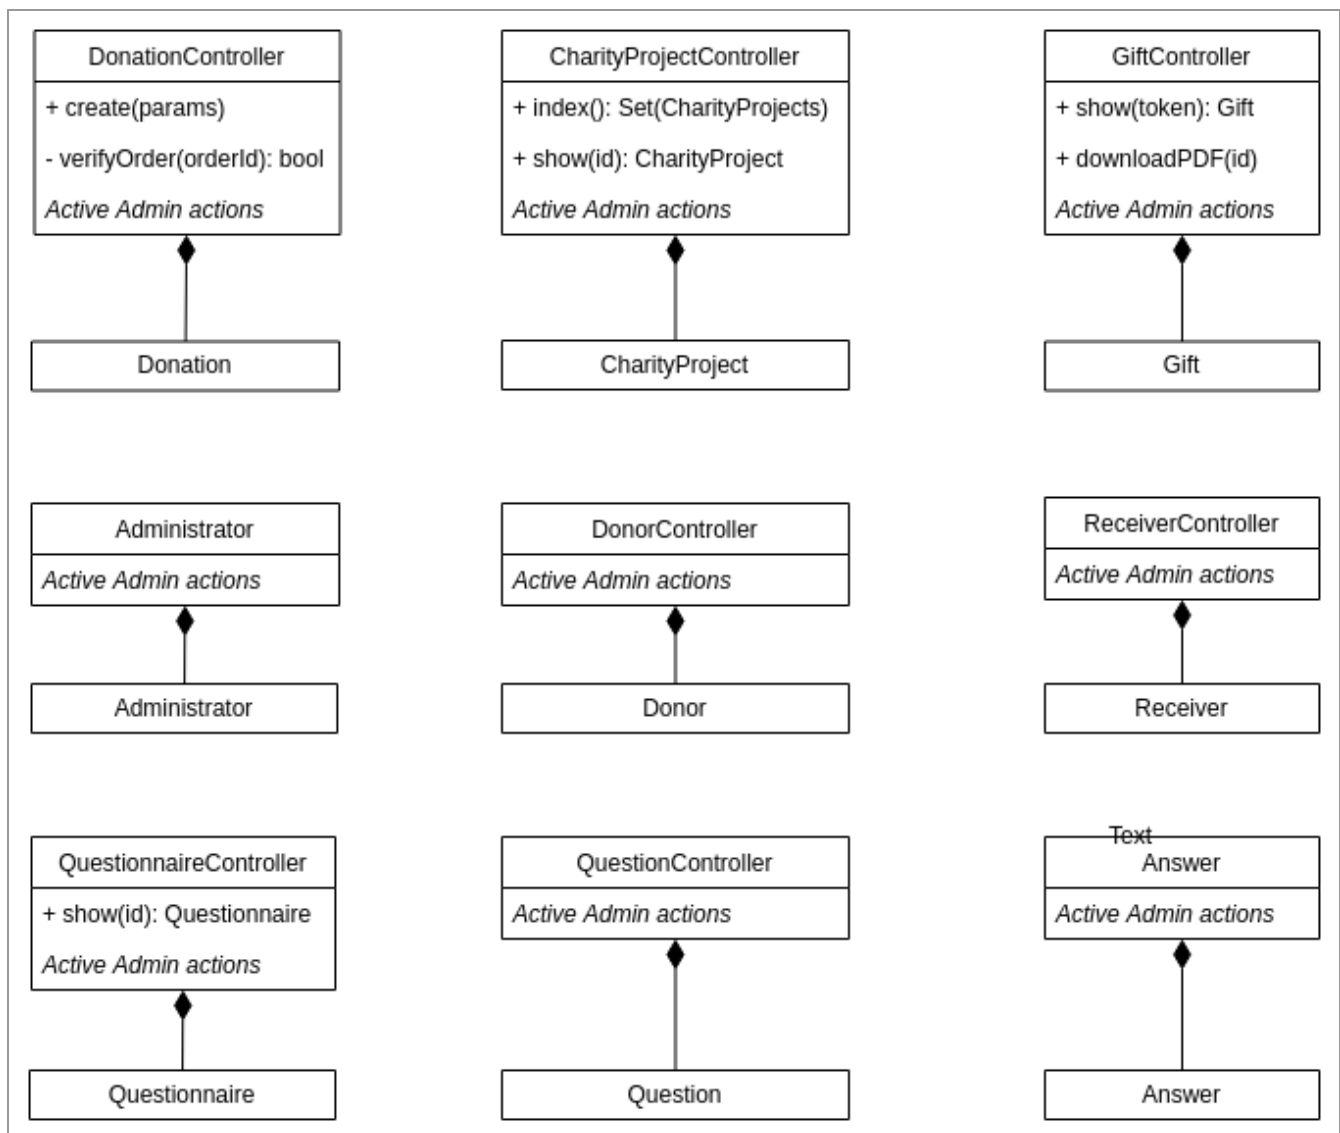 DonationController
+ create(params)
- verifyOrder(orderId): bool
Active Admin actions
Donation
CharityProjectController
+ index(): Set(CharityProjects)
+ show(id): CharityProject
Active Admin actions
CharityProject
GiftController
+ show(token): Gift
+ downloadPDF(id)
Active Admin actions
Gift
Administrator
Active Admin actions
Administrator
DonorController
Active Admin actions
Donor
ReceiverController
Active Admin actions
Receiver
QuestionnaireController
+ show(id): Questionnaire
Active Admin actions
Questionnaire
QuestionController
Active Admin actions
Question
Text
Answer
Active Admin actions
Answer